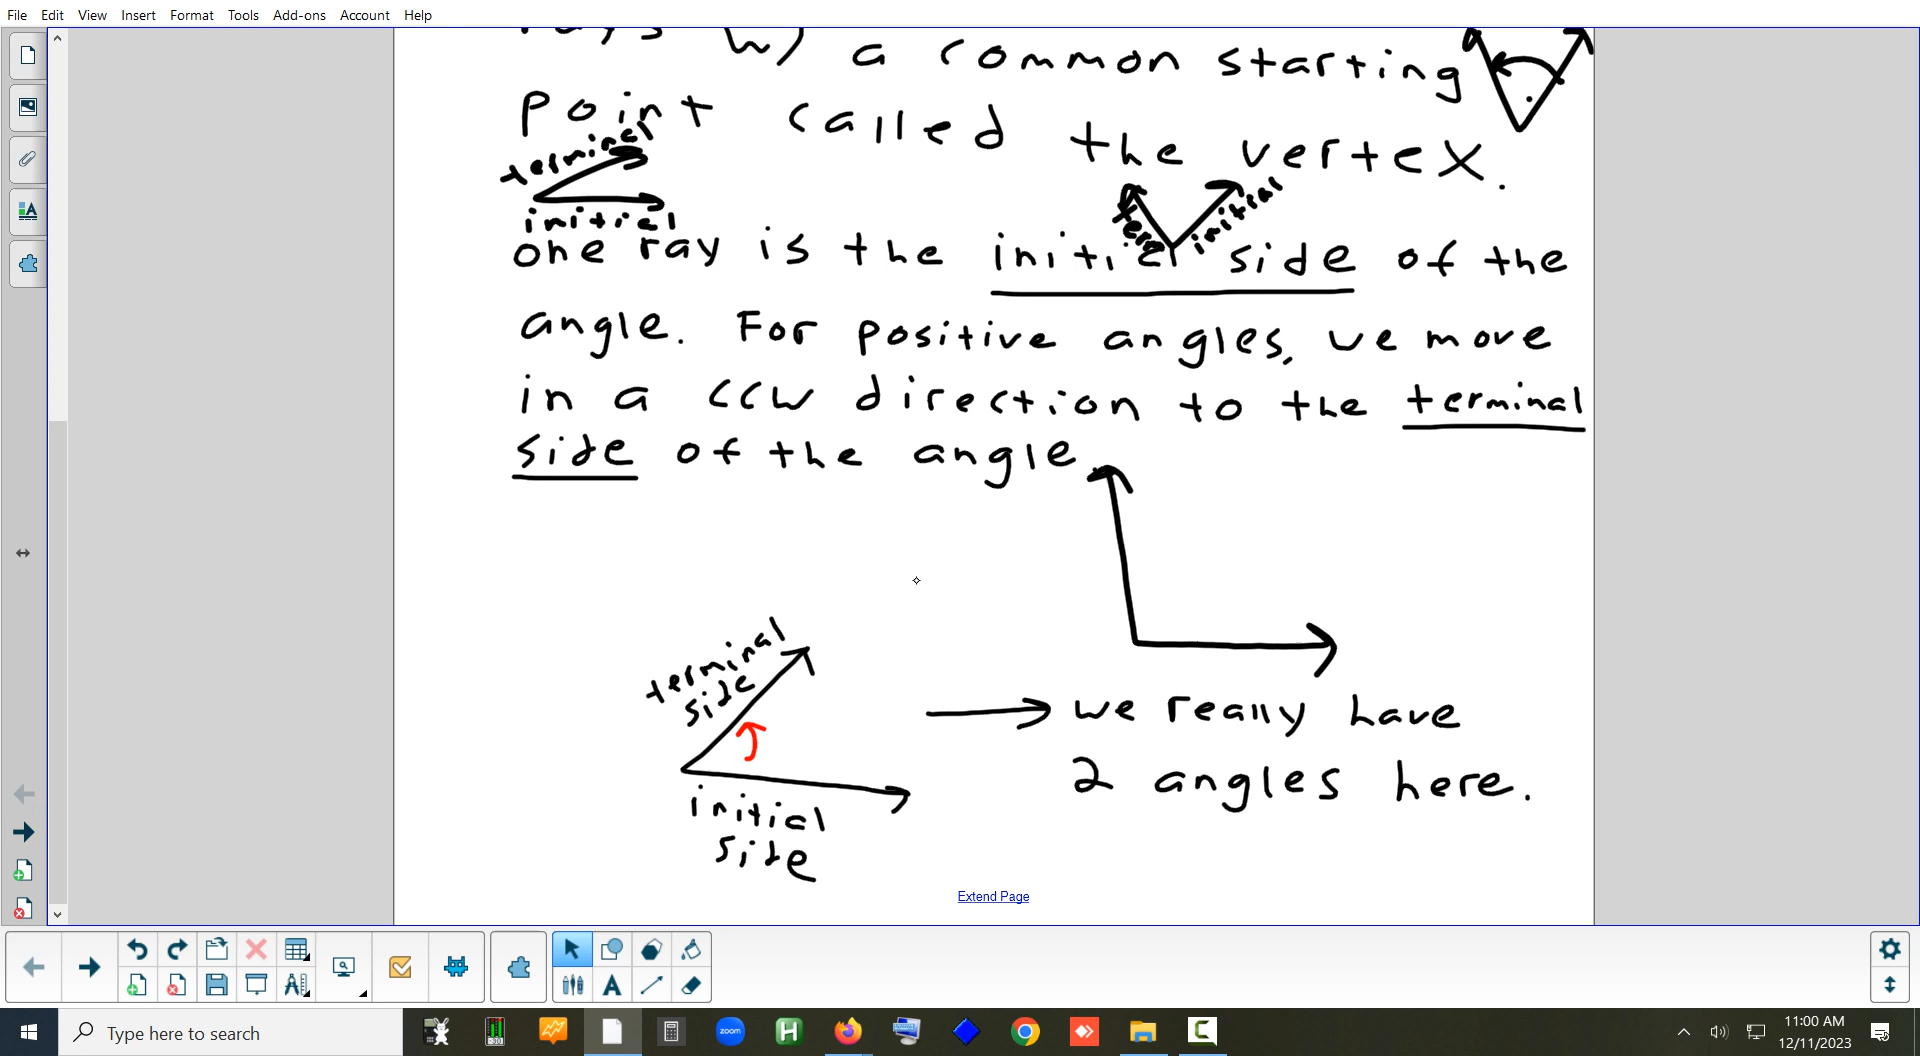 File Edit View Insert Format Tools Add-ons Account Help
rays w/ a common starting
point called the vertex.
terminal
initial
term
initial
one ray is the initial side of the
angle. For positive angles, we move
in a CCW direction to the terminal
side of the angle
terminal
side
initial
side
we really have
2 angles here.
Extend Page
Type here to search
zoom
11:00 AM
12/11/2023